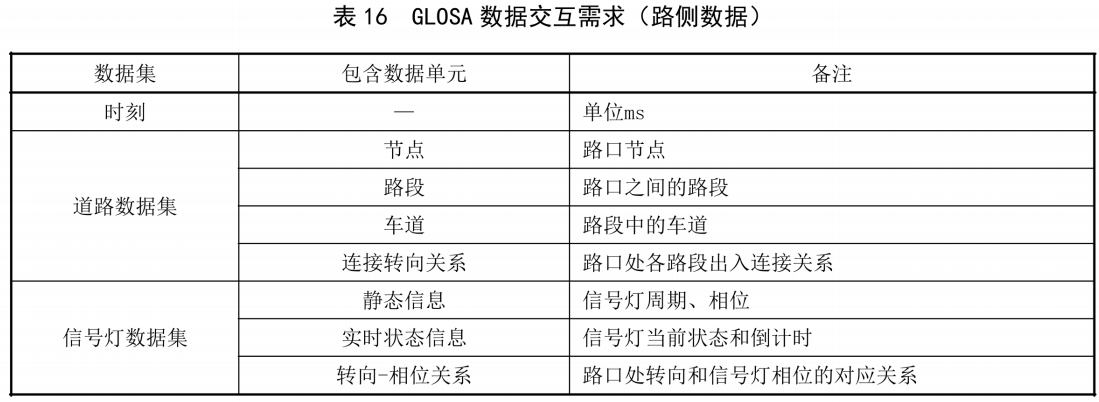 表 16 GLOSA 数据交互需求（路侧数据）
数据集 包含数据单元 备注
时刻 — 单位ms
道路数据集 节点 路口节点
路段 路口之间的路段
车道 路段中的车道
连接转向关系 路口处各路段出入连接关系
信号灯数据集 静态信息 信号灯周期、相位
实时状态信息 信号灯当前状态和倒计时
转向-相位关系 路口处转向和信号灯相位的对应关系